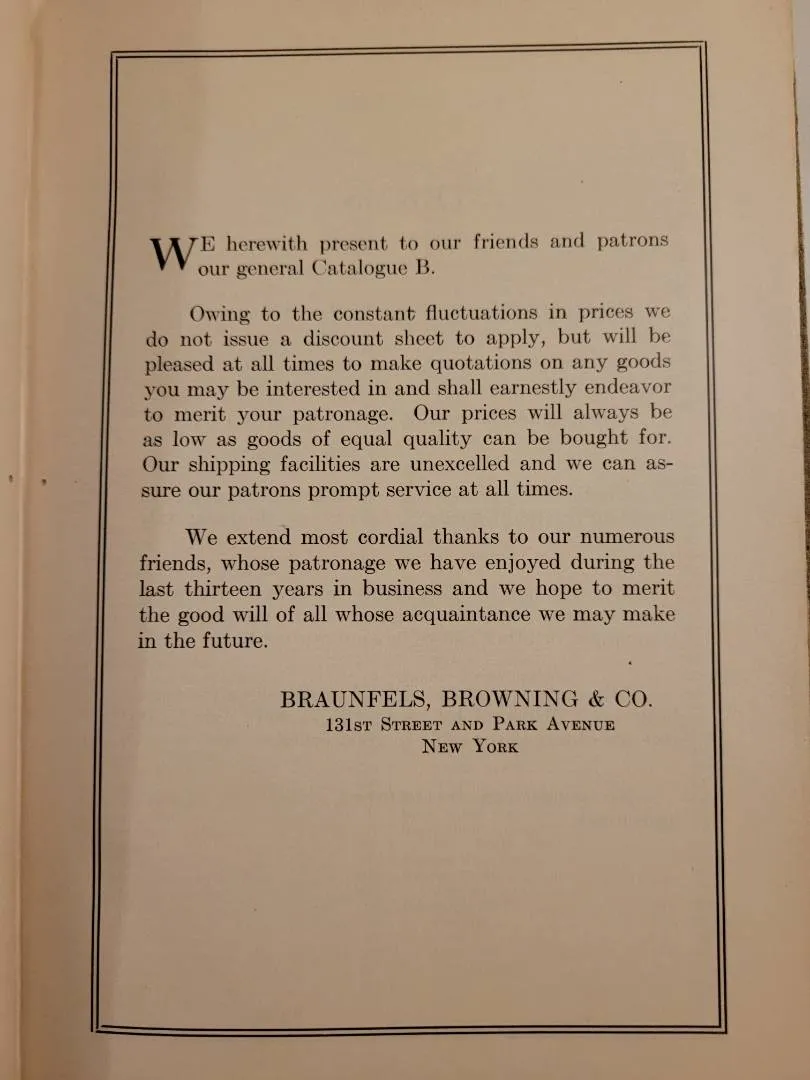 WE herewith present to our friends and patrons
our general Catalogue B.
Owing to the constant fluctuations in prices we
do not issue a discount sheet to apply, but will be
pleased at all times to make quotations on any goods
you may be interested in and shall earnestly endeavor
to merit your patronage. Our prices will always be
as low as goods of equal quality can be bought for.
Our shipping facilities are unexcelled and we can as-
sure our patrons prompt service at all times.
We extend most cordial thanks to our numerous
friends, whose patronage we have enjoyed during the
last thirteen years in business and we hope to merit
the good will of all whose acquaintance we may make
in the future.
BRAUNFELS, BROWNING & CO.
131ST STREET AND PARK AVENUE
NEW YORK